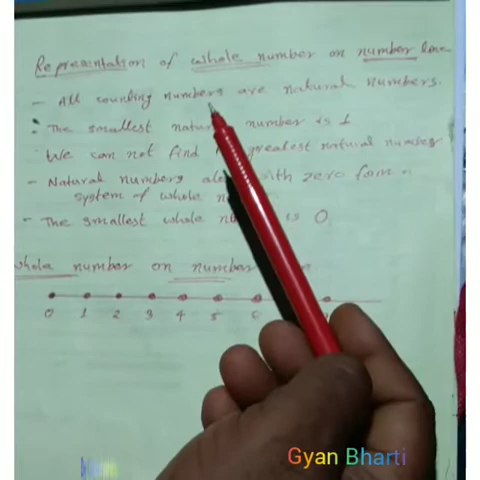 Representation of whole number on number line
- All counting numbers are natural numbers.
- The smallest natural number is 1
We can not find greatest natural number
- Natural numbers along with zero form a
system of whole
- The smallest whole is 0
whole number on number
0 1 2 3 4 5 6
Gyan Bharti